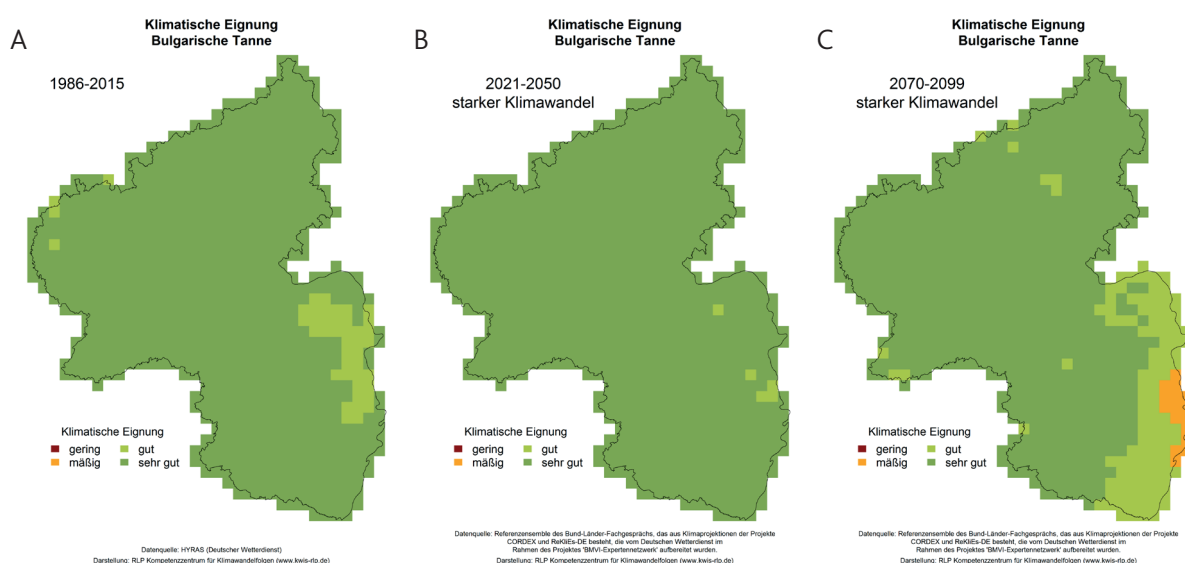 A
Klimatische Eignung
Bulgarische Tanne
1986-2015
Klimatische Eignung
gering
gut
mäßig
sehr gut
Datenquelle: HYRAS (Deutscher Wetterdienst)
Darstellung: RLP Kompetenzzentrum für Klimawandelfolgen (www.kwis-rlp.de)
B
Klimatische Eignung
Bulgarische Tanne
2021-2050
starker Klimawandel
Klimatische Eignung
gering
gut
mäßig
sehr gut
Datenquelle: Referenzensemble des Bund-Länder-Fachgesprächs, das aus Klimaprojektionen der Projekte
CORDEX und ReKliEs-DE besteht, die vom Deutschen Wetterdienst im
Rahmen des Projektes 'BMVI-Expertennetzwerk' aufbereitet wurden.
Darstellung: RLP Kompetenzzentrum für Klimawandelfolgen (www.kwis-rlp.de)
C
Klimatische Eignung
Bulgarische Tanne
2070-2099
starker Klimawandel
Klimatische Eignung
gering
gut
mäßig
sehr gut
Datenquelle: Referenzensemble des Bund-Länder-Fachgesprächs, das aus Klimaprojektionen der Projekte
CORDEX und ReKliEs-DE besteht, die vom Deutschen Wetterdienst im
Rahmen des Projektes 'BMVI-Expertennetzwerk' aufbereitet wurden.
Darstellung: RLP Kompetenzzentrum für Klimawandelfolgen (www.kwis-rlp.de)